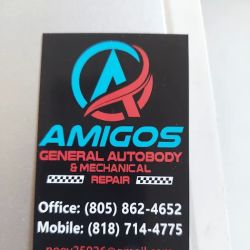 AMIGOS
GENERAL AUTOBODY
& MECHANICAL
REPAIR
Office: (805) 862-4652
Mobile: (818) 714-4775